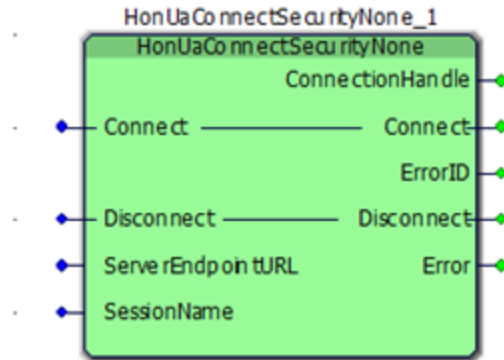 HonUaConnectSecurityNone_1
HonUaConnectSecurityNone
ConnectionHandle
Connect Connect
ErrorID
Disconnect Disconnect
ServerEndpointURL Error
SessionName